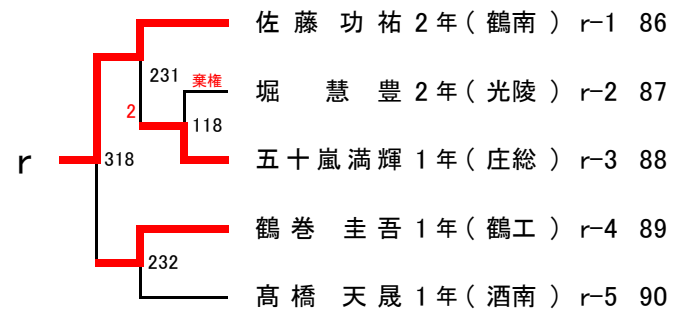 佐藤 功祐 2年(鶴南) r-1 86
231
棄権
堀 慧豊 2年(光陵) r-2 87
2
118
r
318
五十嵐満輝 1年(庄総) r-3 88
鶴巻 圭吾 1年(鶴工) r-4 89
232
髙橋 天晟 1年(酒南) r-5 90